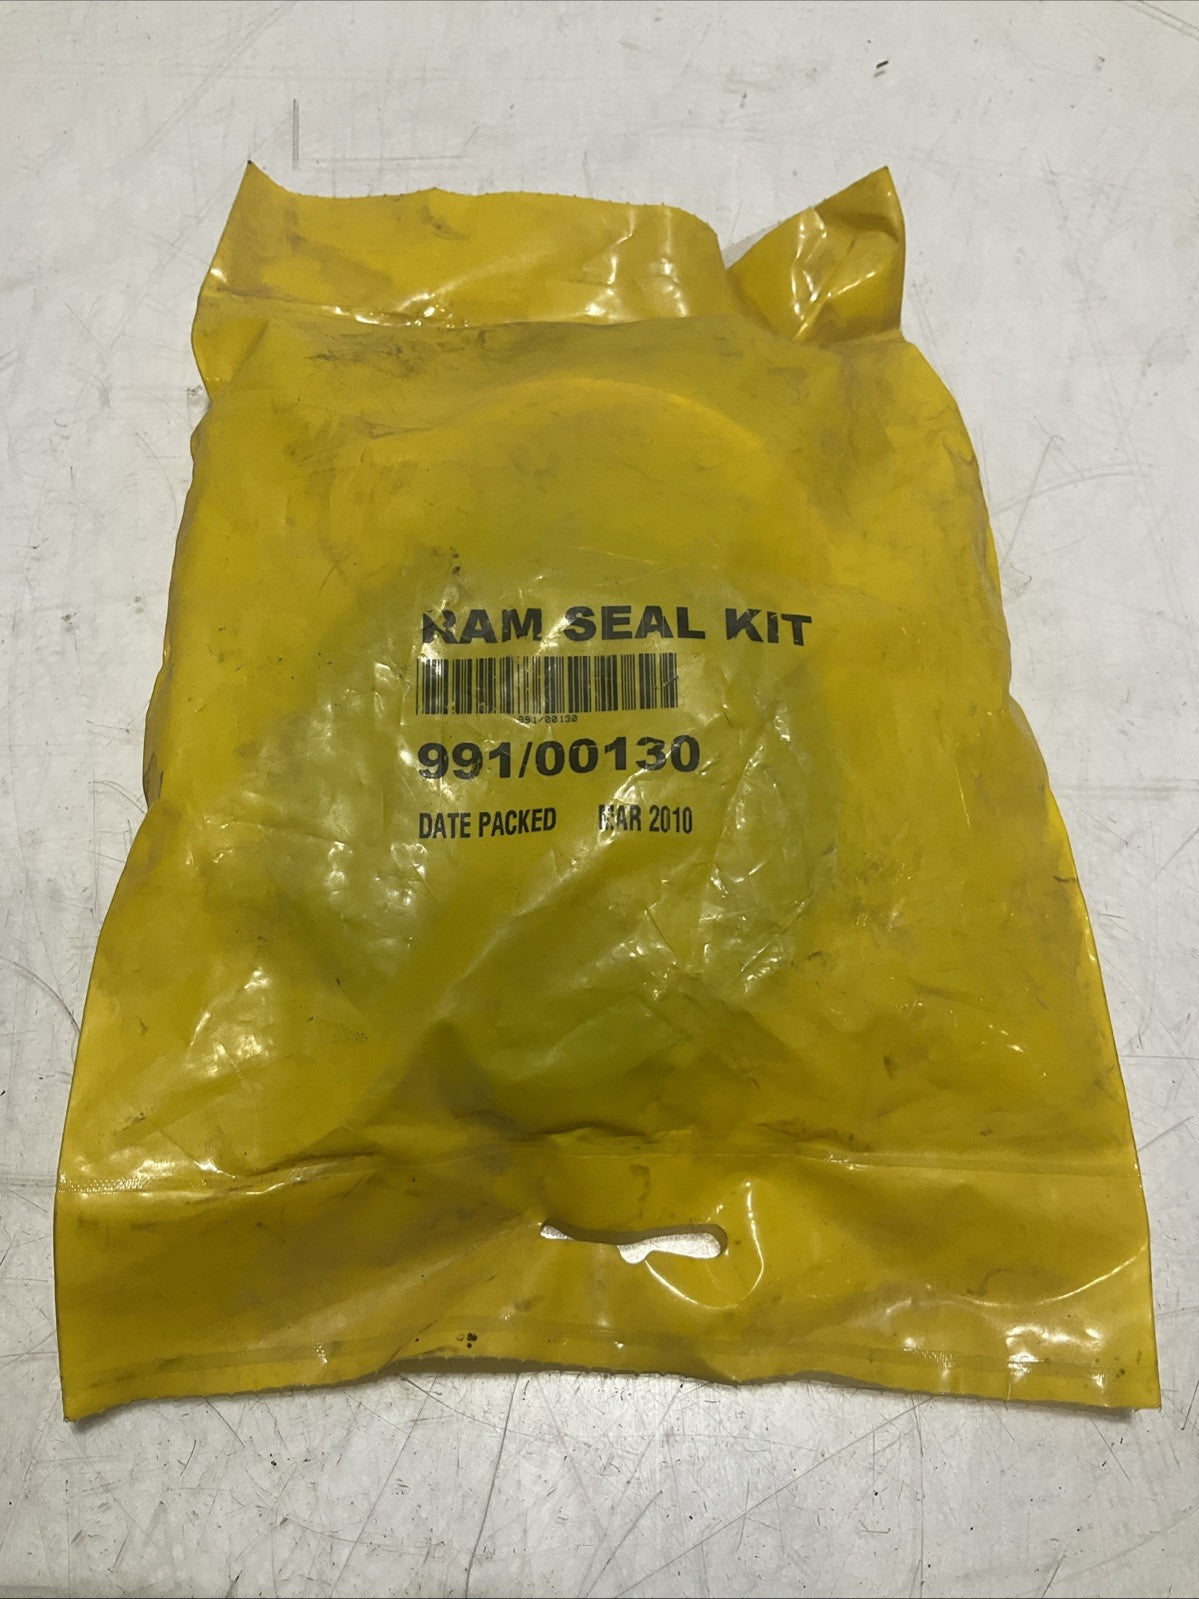 RAM SEAL KIT
991/00130
991/00130
DATE PACKED MAR 2010